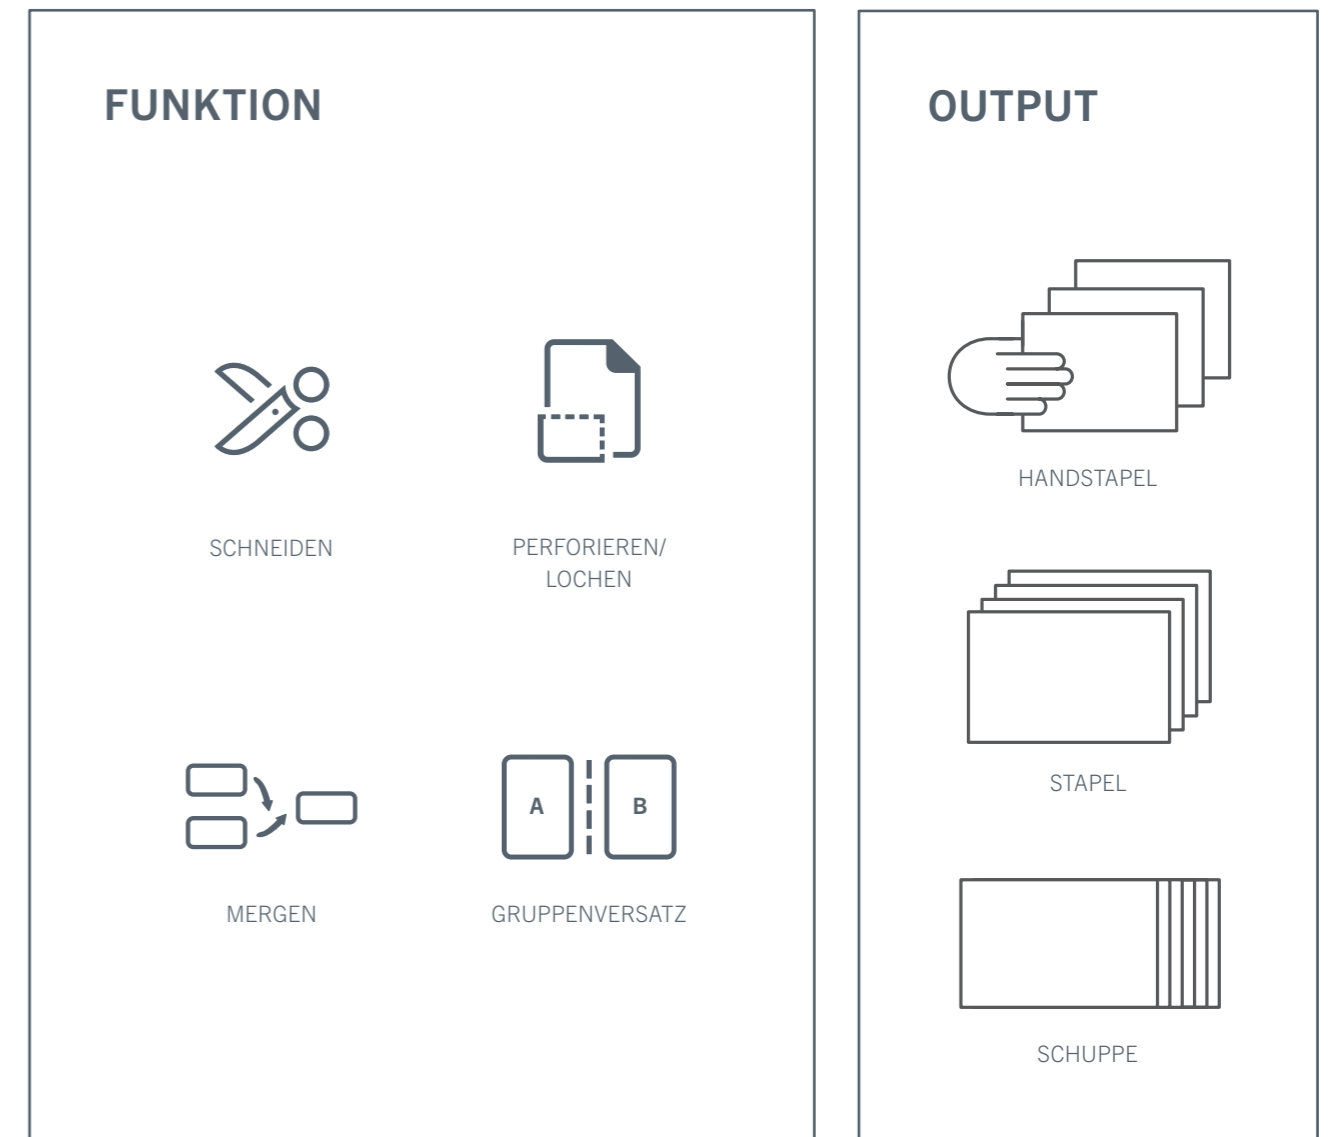 FUNKTION
SCHNEIDEN
PERFORIEREN/
LOCHEN
MERGEN
A
B
GRUPPENVERSATZ
OUTPUT
HANDSTAPEL
STAPEL
SCHUPPE